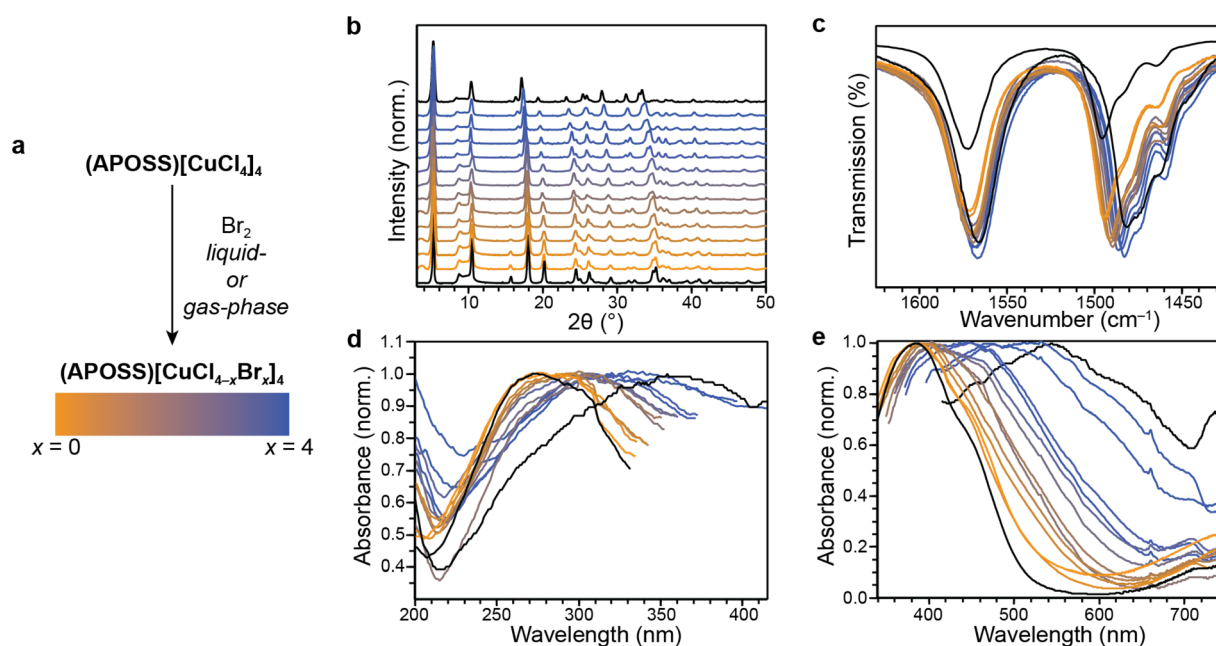 a
(APOSS)[CuCl₄]₄
Br₂
liquid-
or
gas-phase
(APOSS)[CuCl₄₋ₓBrₓ]₄
x = 0
x = 4
b
Intensity (norm.)
10
20
30
40
50
2θ (°)
c
Transmission (%)
1600
1550
1500
1450
Wavenumber (cm⁻¹)
d
Absorbance (norm.)
1.1
1.0
0.9
0.8
0.7
0.6
0.5
0.4
200
250
300
350
400
Wavelength (nm)
e
Absorbance (norm.)
1.0
0.8
0.6
0.4
0.2
0.0
400
500
600
700
Wavelength (nm)